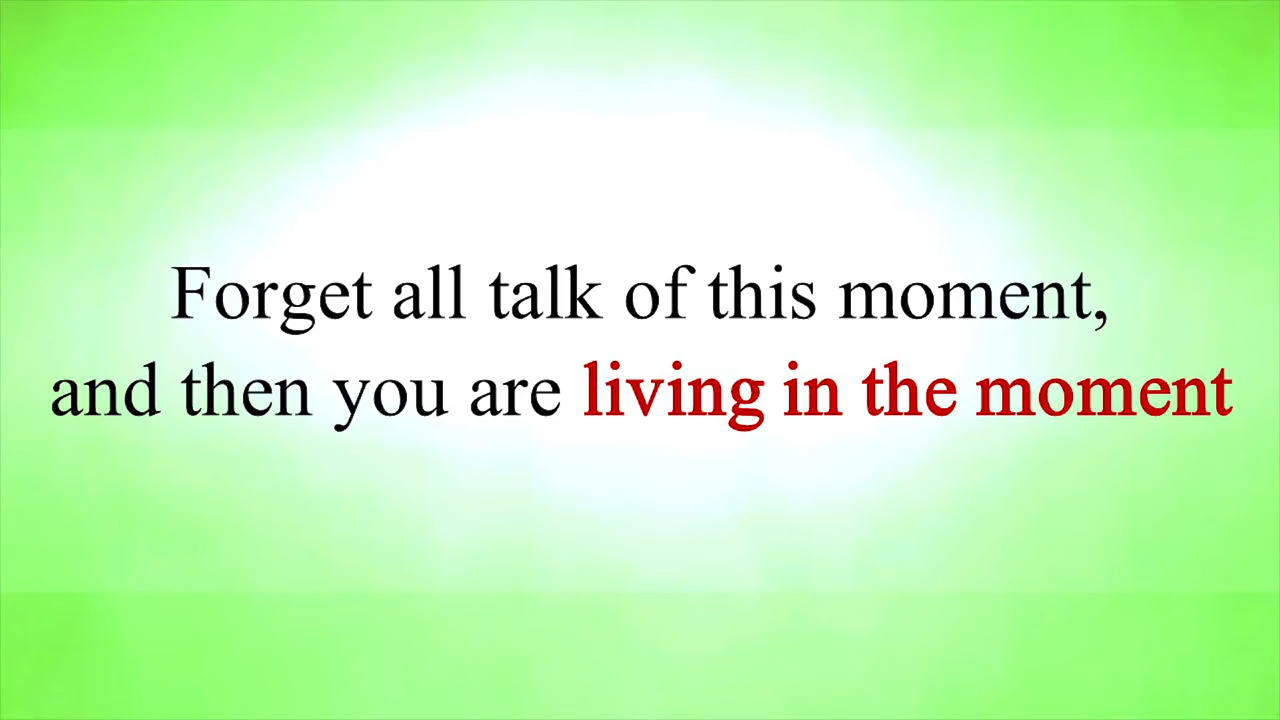 Forget all talk of this moment,
and then you are living in the moment